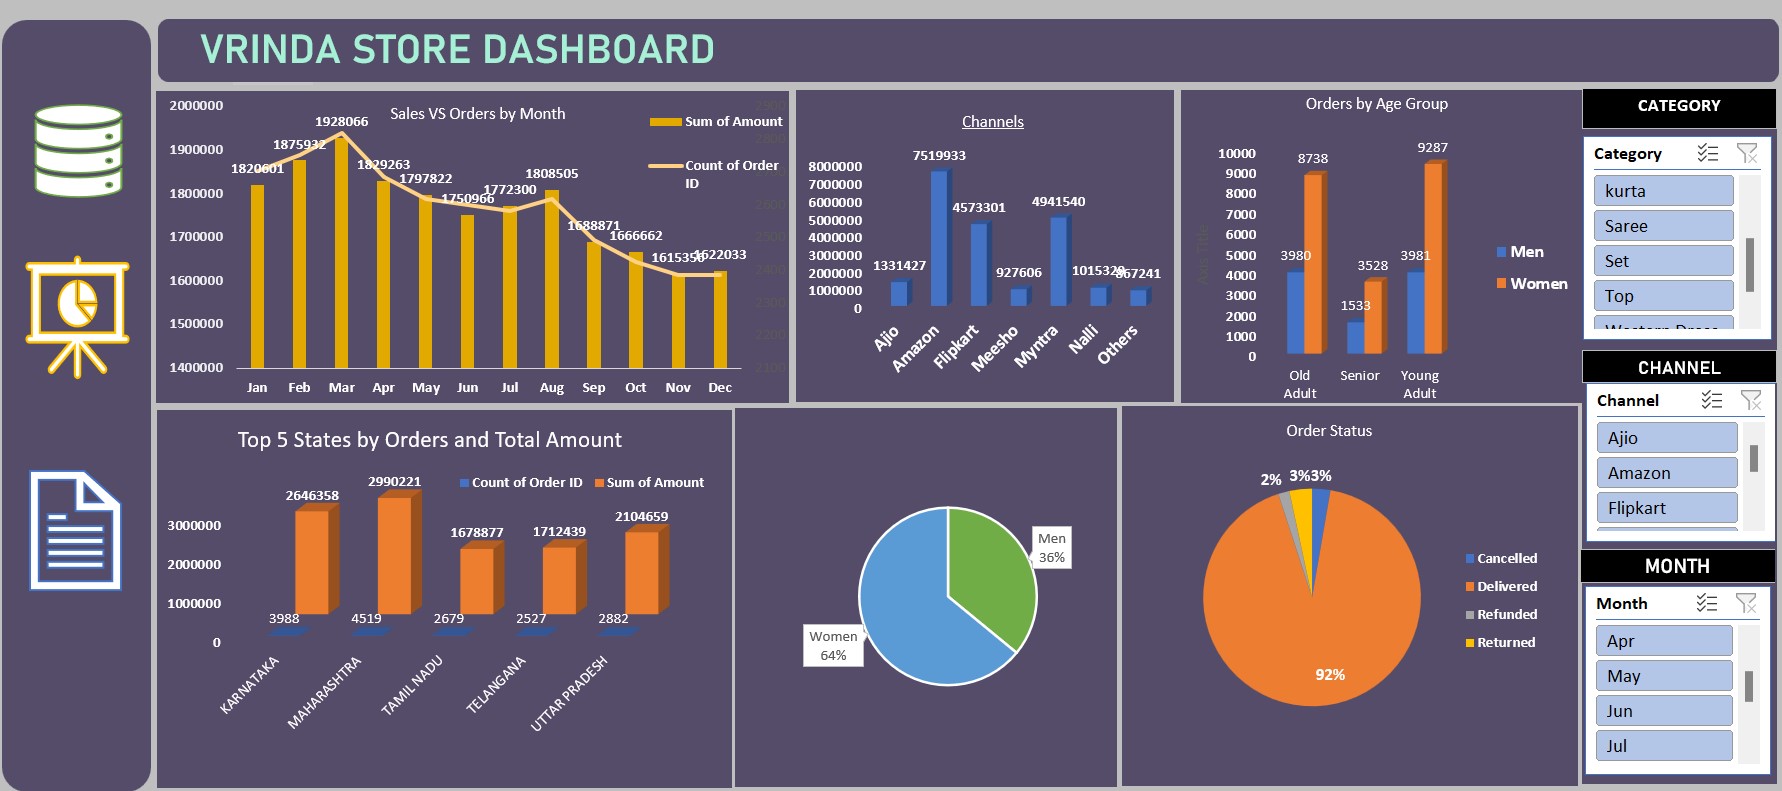 VRINDA STORE DASHBOARD
Sales VS Orders by Month
Sum of Amount
Count of Order
ID
2000000
1900000
1800000
1700000
1600000
1500000
1400000
1820601
1875932
1928066
1829263
1797822
1750966
1772300
1808505
1688871
1666662
1622033
Jan Feb Mar Apr May Jun Jul Aug Sep Oct Nov Dec
Channels
8000000
7000000
6000000
5000000
4000000
3000000
2000000
1000000
0
1331427
7519933
4573301
927606
4941540
Ajio
Amazon
Flipkart
Meesho
Myntra
Nalli
Others
Orders by Age Group
Axis Title
10000
9000
8000
7000
6000
5000
4000
3000
2000
1000
0
3980
8738
1533
3528
3981
9287
Old
Adult
Senior
Young
Adult
Men
Women
CATEGORY
Category
kurta
Saree
Set
Top
Western Dress
CHANNEL
Channel
Ajio
Amazon
Flipkart
MONTH
Month
Apr
May
Jun
Jul
Top 5 States by Orders and Total Amount
Count of Order ID
Sum of Amount
3000000
2000000
1000000
0
2646358
2990221
1678877
1712439
2104659
3988
4519
2679
2527
2882
KARNATAKA
MAHARASHTRA
TAMIL NADU
TELANGANA
UTTAR PRADESH
Men
36%
Women
64%
Order Status
2%
3%
3%
92%
Cancelled
Delivered
Refunded
Returned